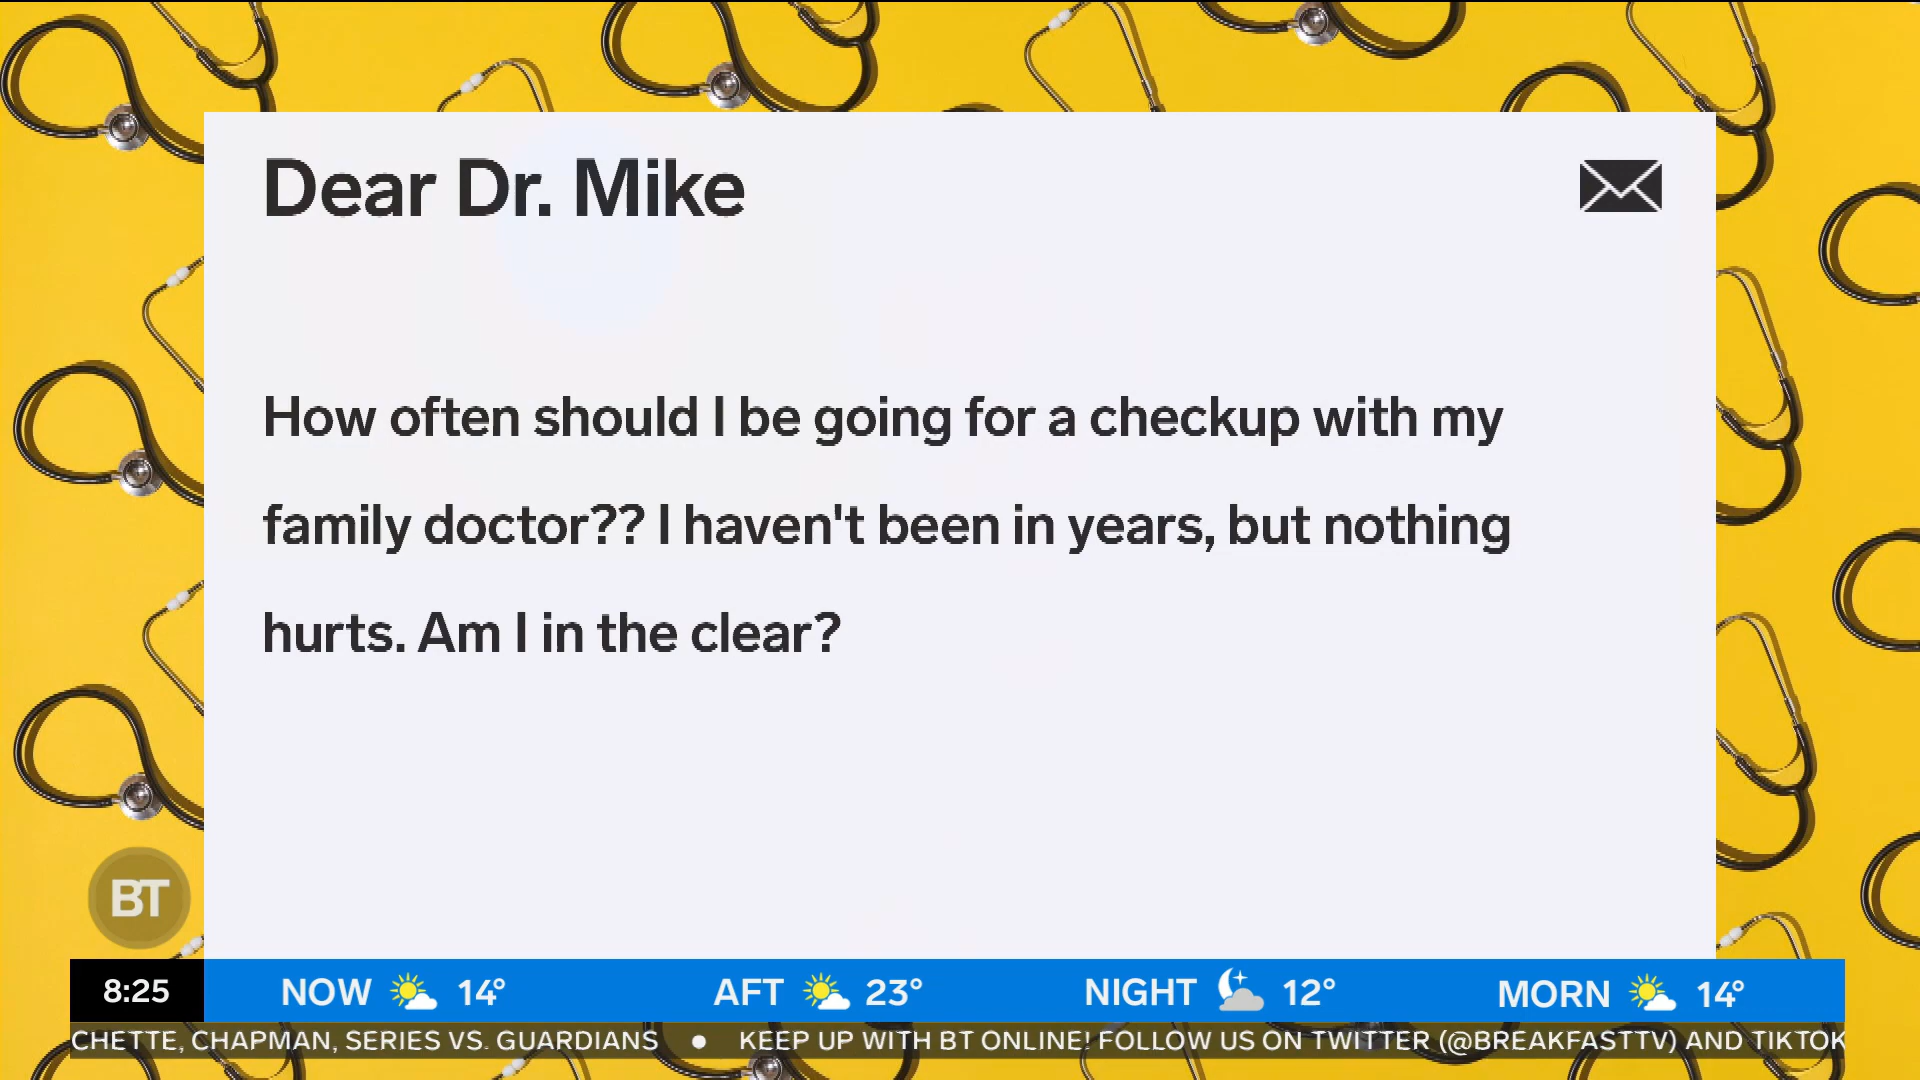 Dear Dr. Mike
How often should I be going for a checkup with my
family doctor?? I haven't been in years, but nothing
hurts. Am I in the clear?
BT
8:25 NOW 14° AFT 23° NIGHT 12° MORN 14°
CHETTE, CHAPMAN, SERIES VS. GUARDIANS ● KEEP UP WITH BT ONLINE! FOLLOW US ON TWITTER (@BREAKFASTTV) AND TIKTOK